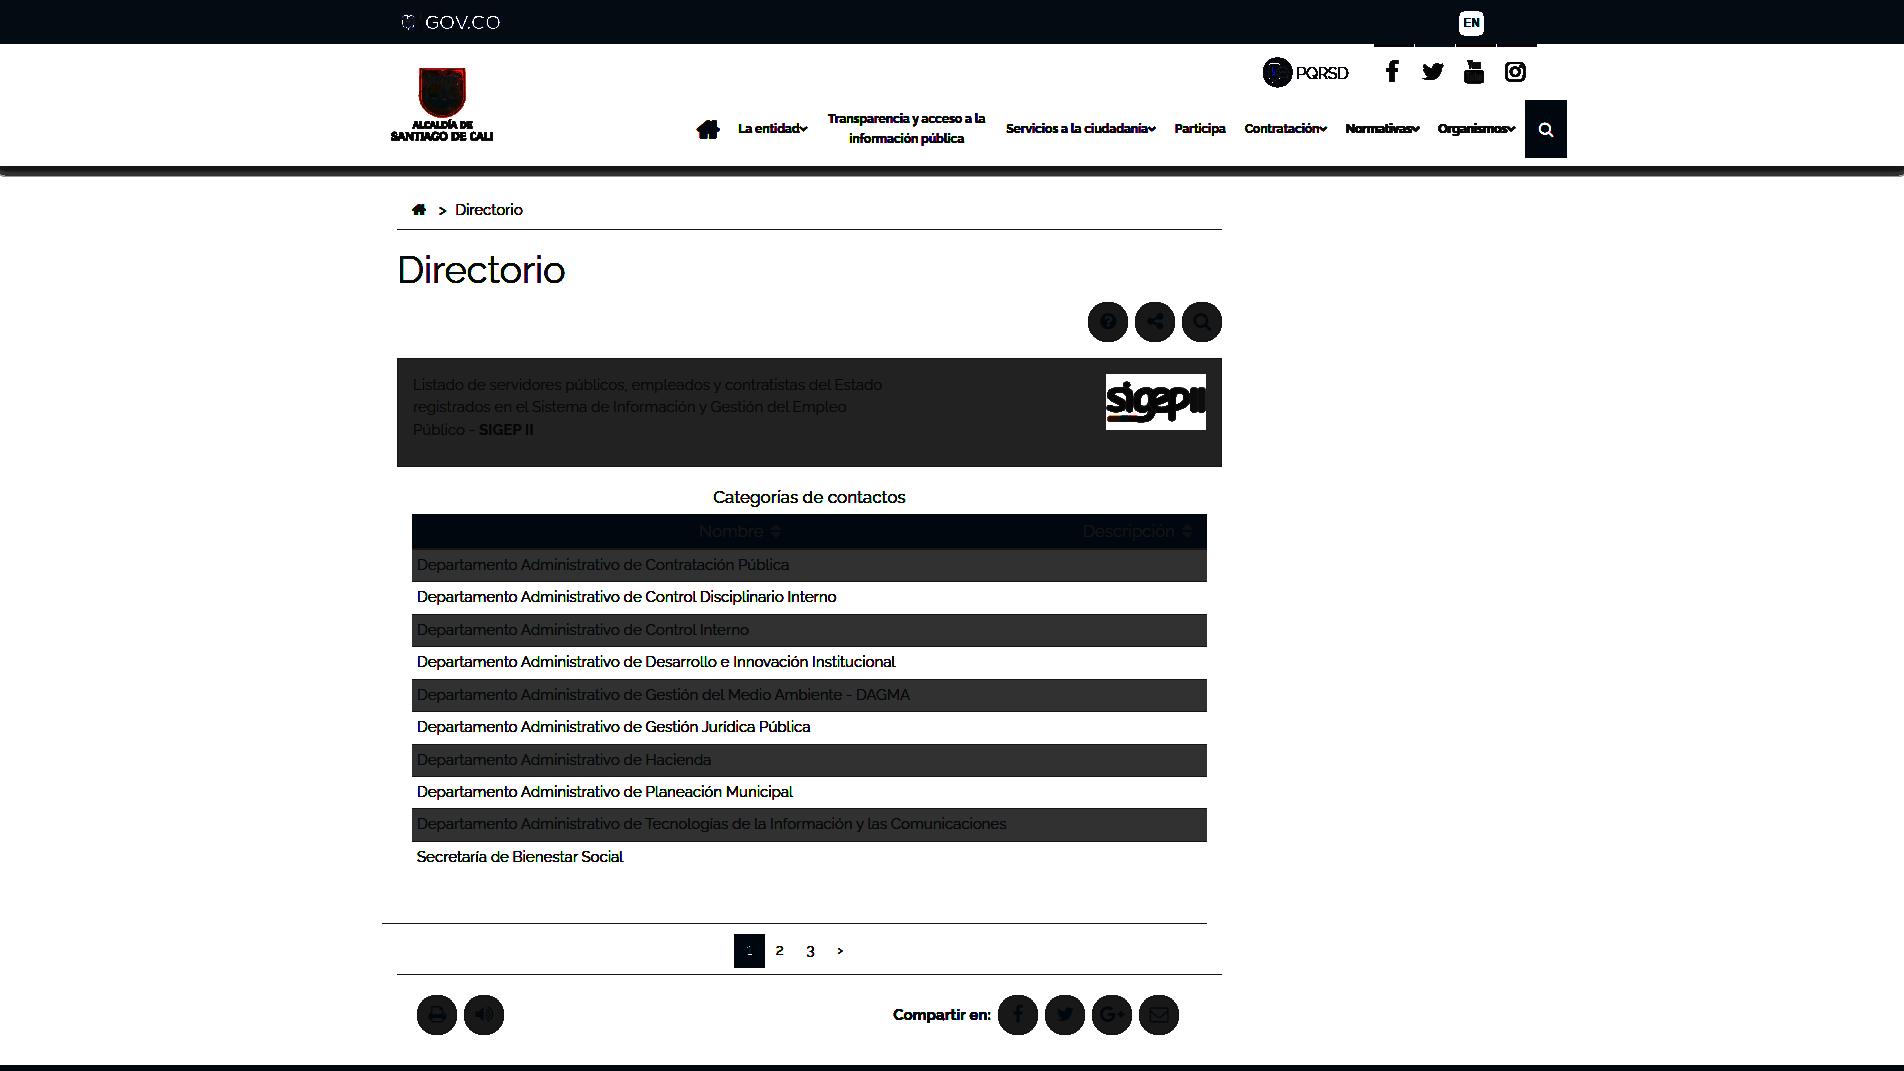 GOV.CO
EN
PQRSD
ALCALDÍA DE
SANTIAGO DE CALI
La entidad
Transparencia y acceso a la
información pública
Servicios a la ciudadanía
Participa
Contratación
Normativas
Organismos
> Directorio
Directorio
Listado de servidores públicos, empleados y contratistas del Estado
registrados en el Sistema de Información y Gestión del Empleo
Público - SIGEP II
sigepII
Categorías de contactos
Nombre
Descripción
Departamento Administrativo de Contratación Pública
Departamento Administrativo de Control Disciplinario Interno
Departamento Administrativo de Control Interno
Departamento Administrativo de Desarrollo e Innovación Institucional
Departamento Administrativo de Gestión del Medio Ambiente - DAGMA
Departamento Administrativo de Gestión Jurídica Pública
Departamento Administrativo de Hacienda
Departamento Administrativo de Planeación Municipal
Departamento Administrativo de Tecnologías de la Información y las Comunicaciones
Secretaría de Bienestar Social
1 2 3 >
Compartir en: